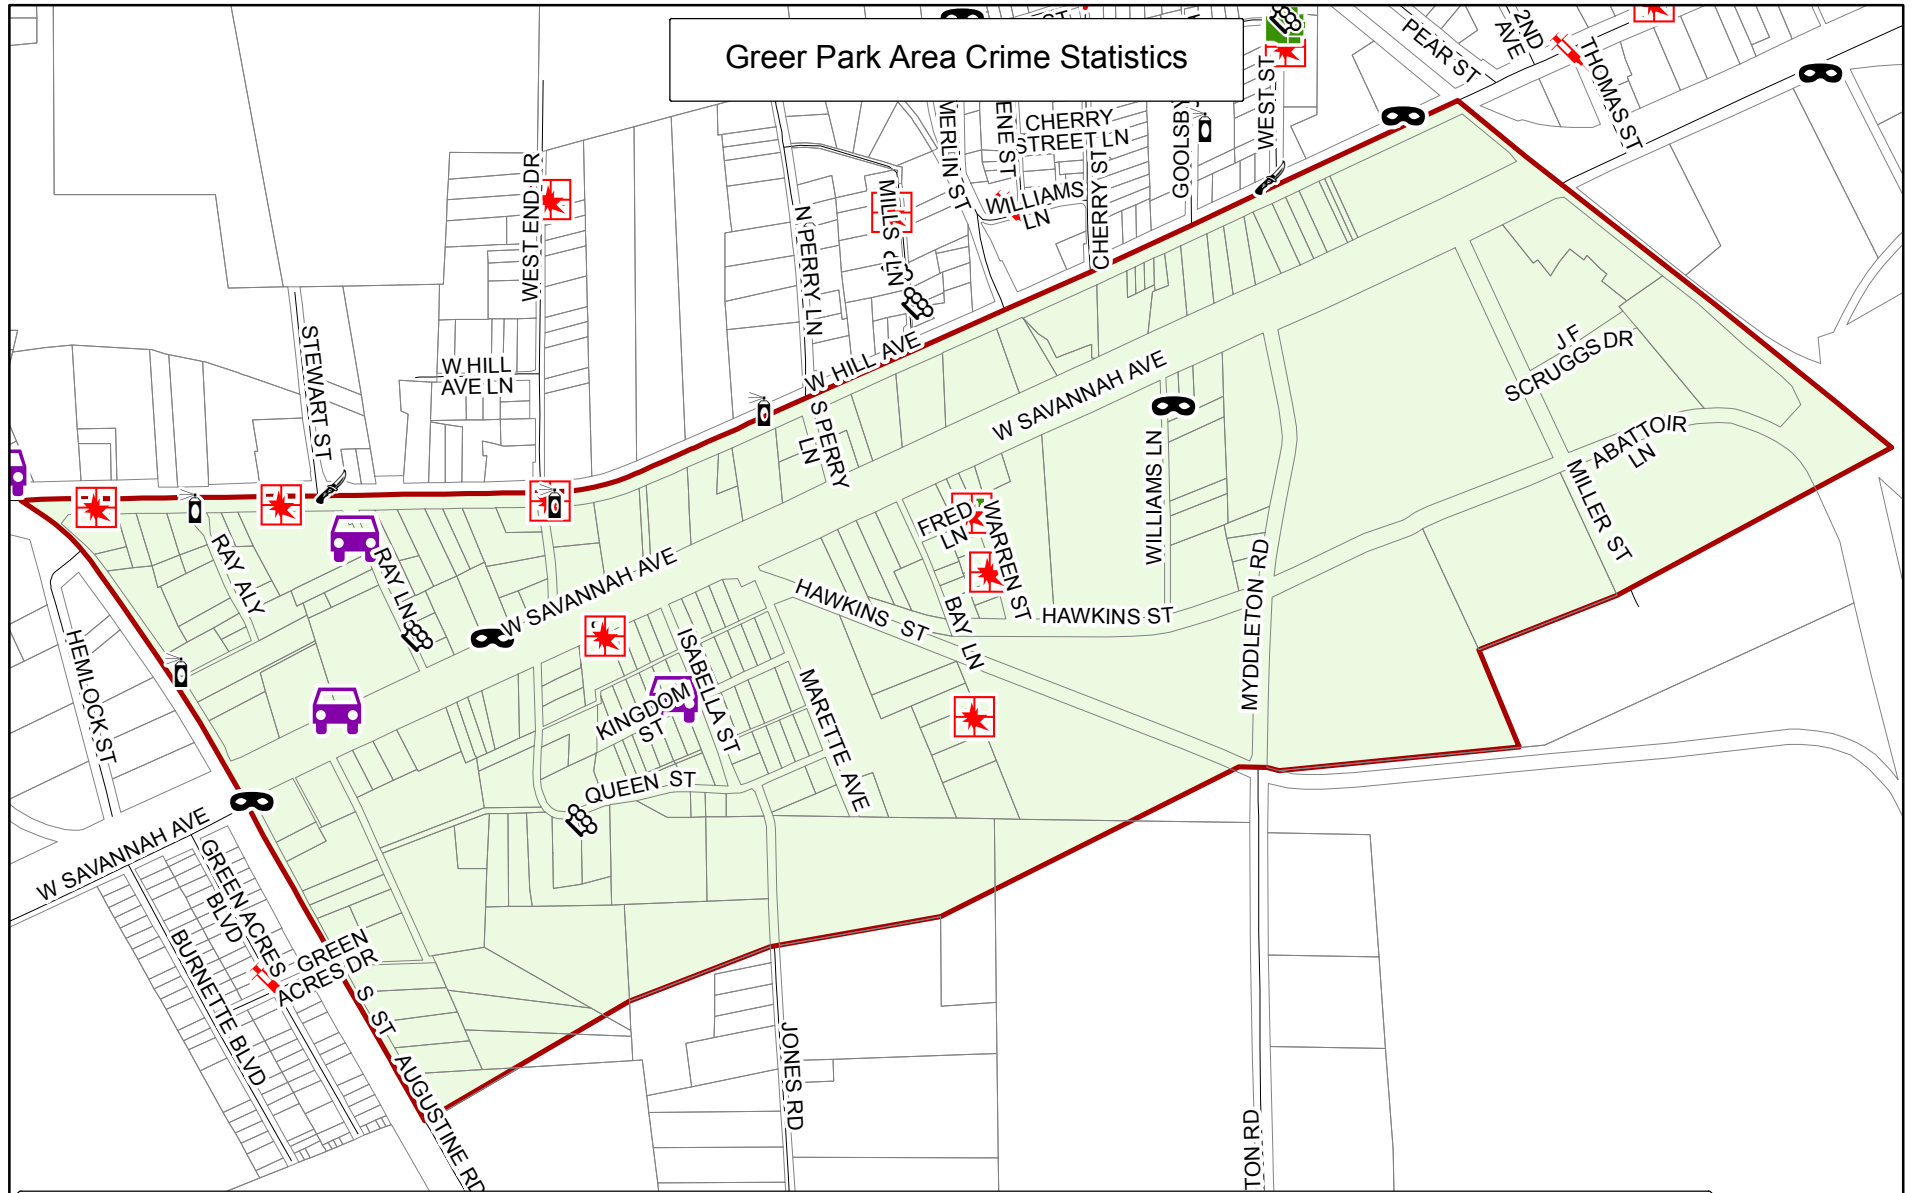 Greer Park Area Crime Statistics
PEAR ST
2ND
AVE
THOMAS ST
WEST ST
CHERRY
STREET LN
MERLIN ST
GOOLSBY
CHERRY ST
WILLIAMS
LN
MILLS LN
N PERRY LN
WEST END DR
STEWART ST
W HILL
AVE LN
W HILL AVE
S PERRY
LN
W SAVANNAH AVE
J F
SCRUGGS DR
ABATTOIR
LN
MILLER ST
WILLIAMS LN
FRED
LN
WARREN ST
MYDDLETON RD
HAWKINS ST
HAWKINS ST
BAY LN
RAY ALY
RAY LN
W SAVANNAH AVE
ISABELLA ST
KINGDOM
ST
MARETTE AVE
QUEEN ST
HEMLOCK ST
W SAVANNAH AVE
GREEN ACRES
BLVD
GREEN
ACRES DR
BURNETTE BLVD
S ST AUGUSTINE RD
JONES RD
TON RD